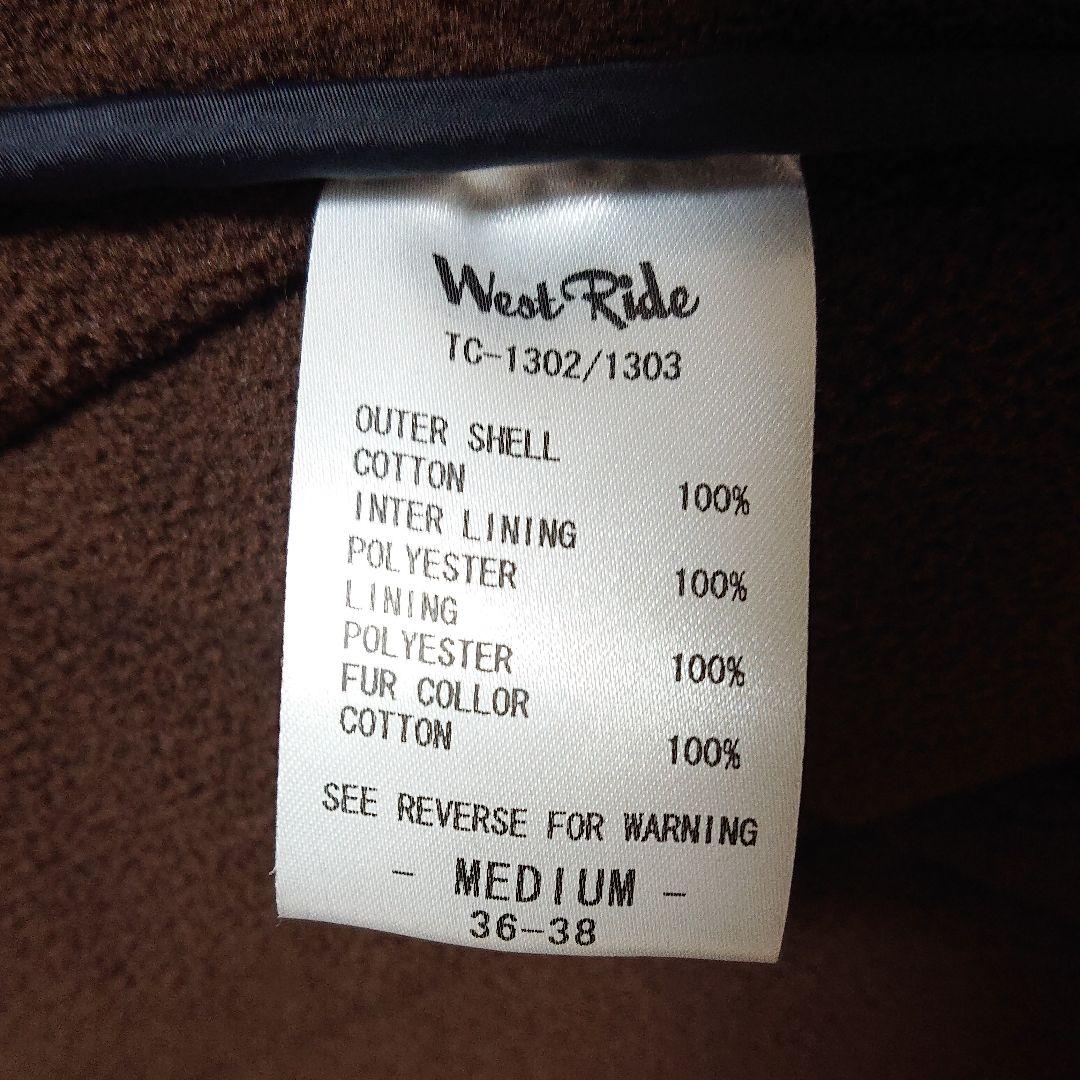 West Ride
TC-1302/1303
OUTER SHELL
COTTON 100%
INTER LINING
POLYESTER 100%
LINING
POLYESTER 100%
FUR COLLOR
COTTON 100%
SEE REVERSE FOR WARNING
- MEDIUM -
36-38